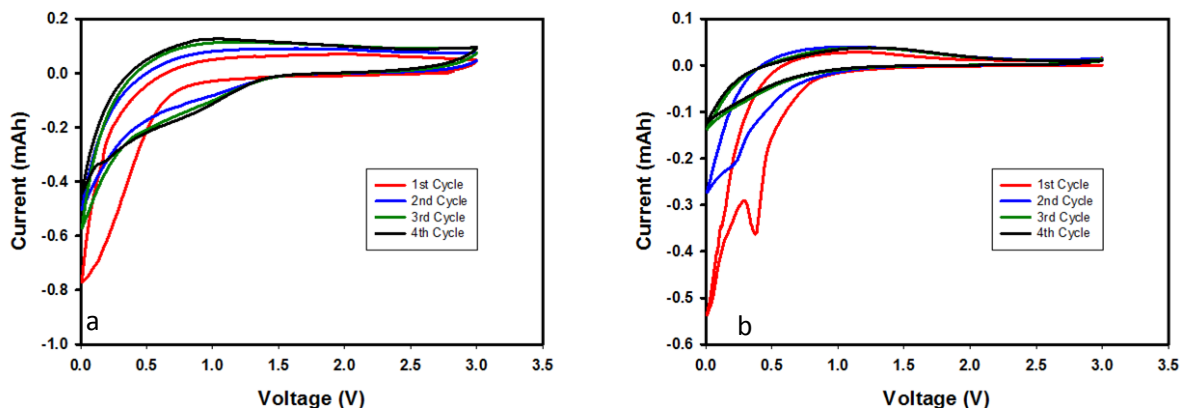 0.2
0.0
-0.2
-0.4
-0.6
-0.8
-1.0
Current (mAh)
1st Cycle
2nd Cycle
3rd Cycle
4th Cycle
a
0.0 0.5 1.0 1.5 2.0 2.5 3.0 3.5
Voltage (V)
0.1
0.0
-0.1
-0.2
-0.3
-0.4
-0.5
-0.6
Current (mAh)
1st Cycle
2nd Cycle
3rd Cycle
4th Cycle
b
0.0 0.5 1.0 1.5 2.0 2.5 3.0 3.5
Voltage (V)